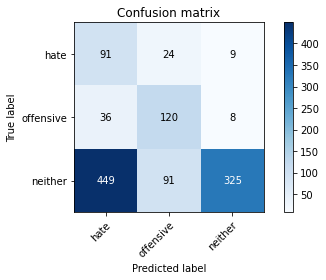 Confusion matrix
hate 91 24 9
offensive 36 120 8
neither 449 91 325
True label
hate offensive neither
Predicted label
400
350
300
250
200
150
100
50